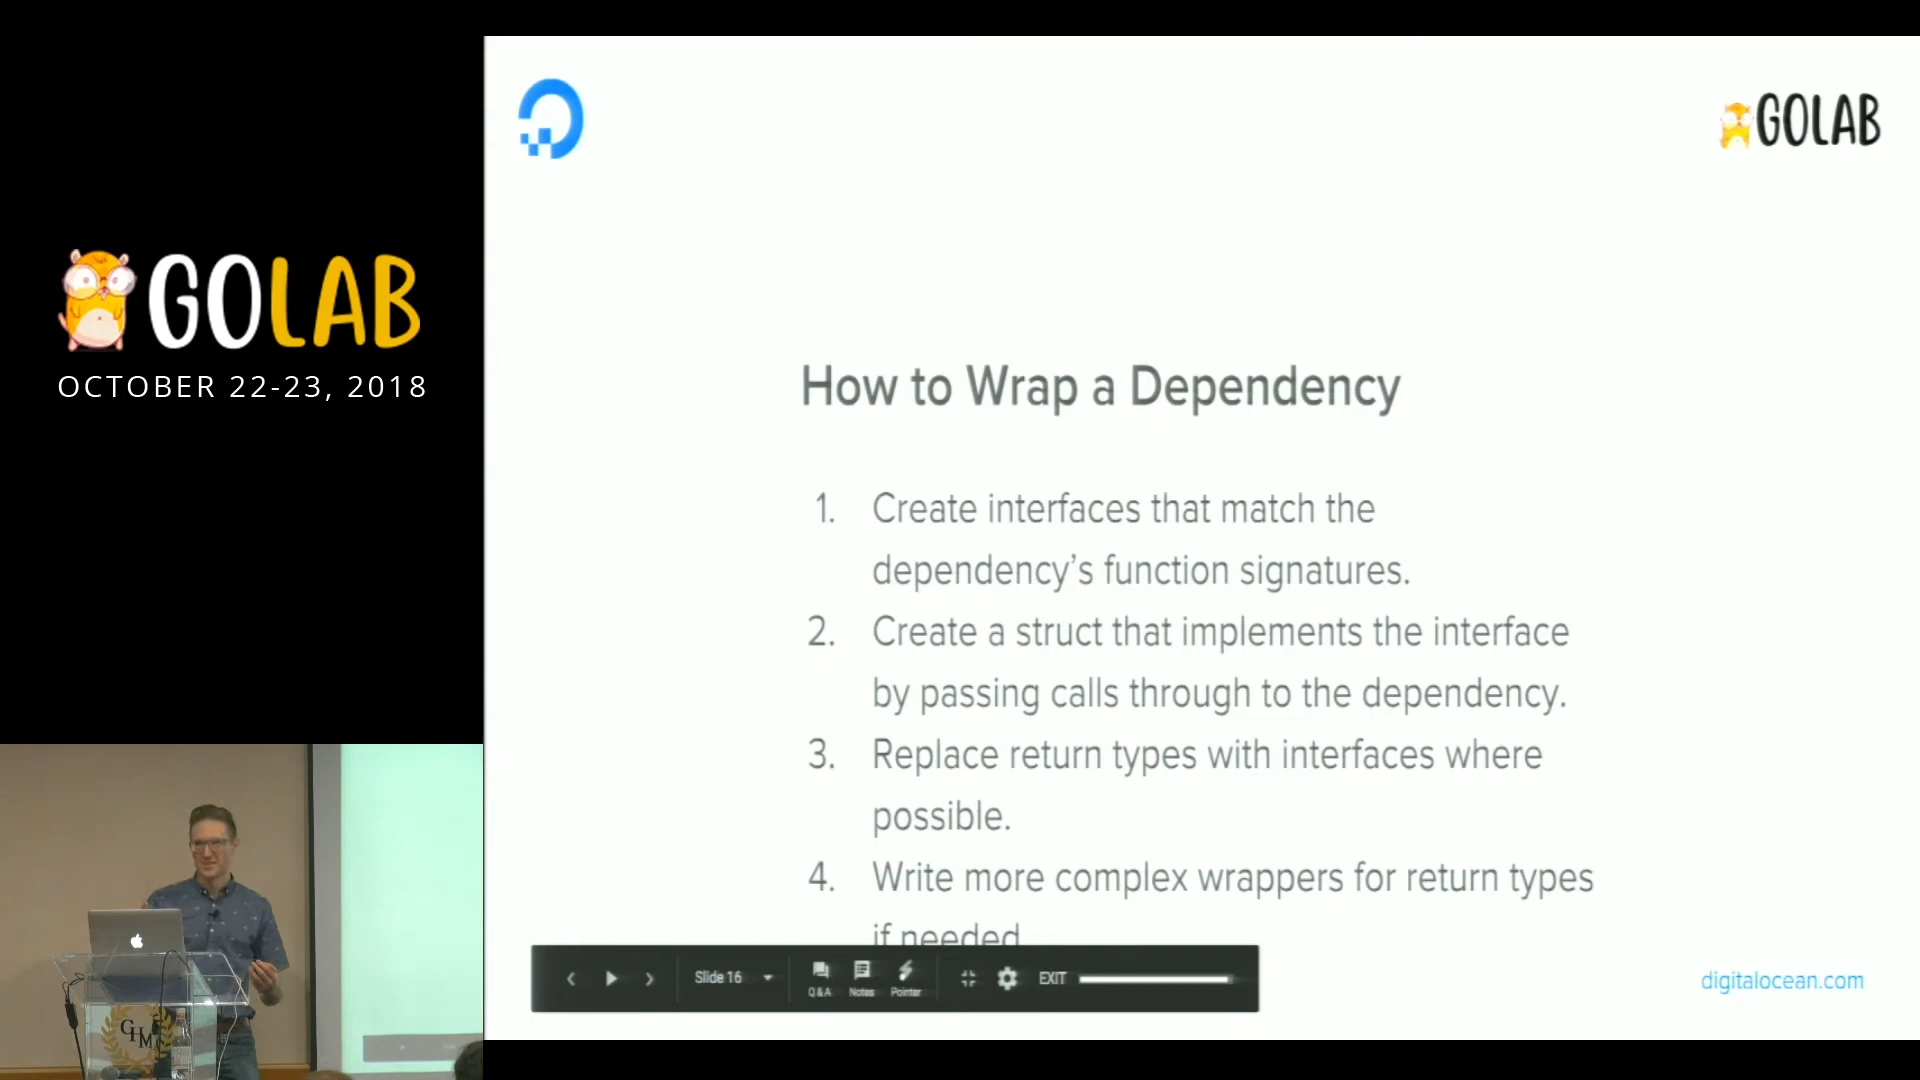 GOLAB
OCTOBER 22-23, 2018
GOLAB
How to Wrap a Dependency
1. Create interfaces that match the
dependency’s function signatures.
2. Create a struct that implements the interface
by passing calls through to the dependency.
3. Replace return types with interfaces where
possible.
4. Write more complex wrappers for return types
if needed
Slide 16
Q&A
Notes
Pointer
EXIT
digitalocean.com
GHM